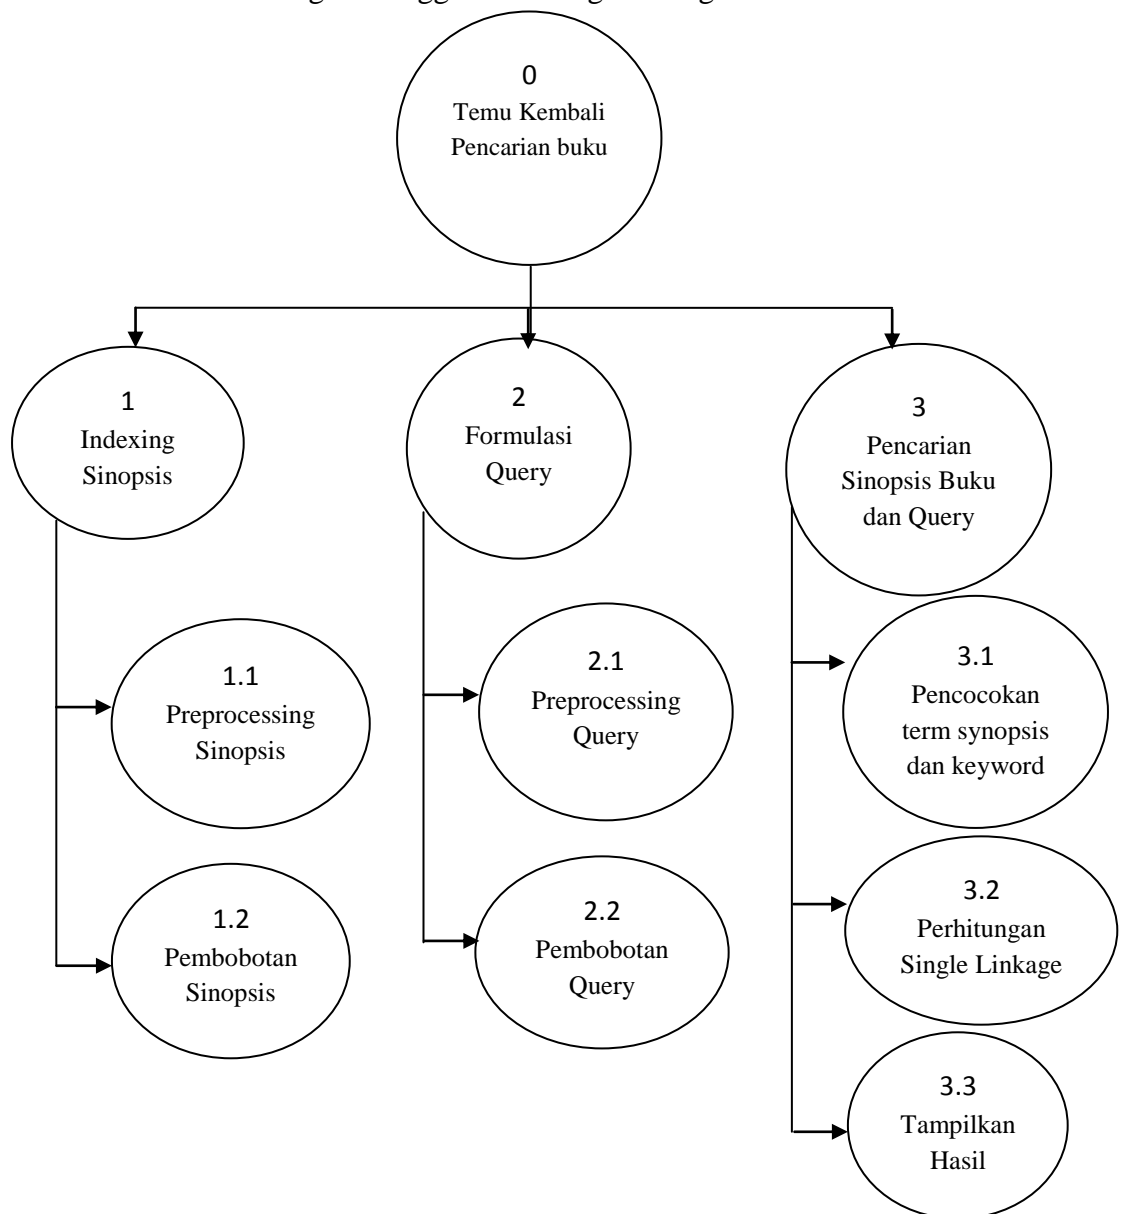 0
Temu Kembali
Pencarian buku
1
Indexing
Sinopsis
2
Formulasi
Query
3
Pencarian
Sinopsis Buku
dan Query
1.1
Preprocessing
Sinopsis
2.1
Preprocessing
Query
3.1
Pencocokan
term synopsis
dan keyword
1.2
Pembobotan
Sinopsis
2.2
Pembobotan
Query
3.2
Perhitungan
Single Linkage
3.3
Tampilkan
Hasil